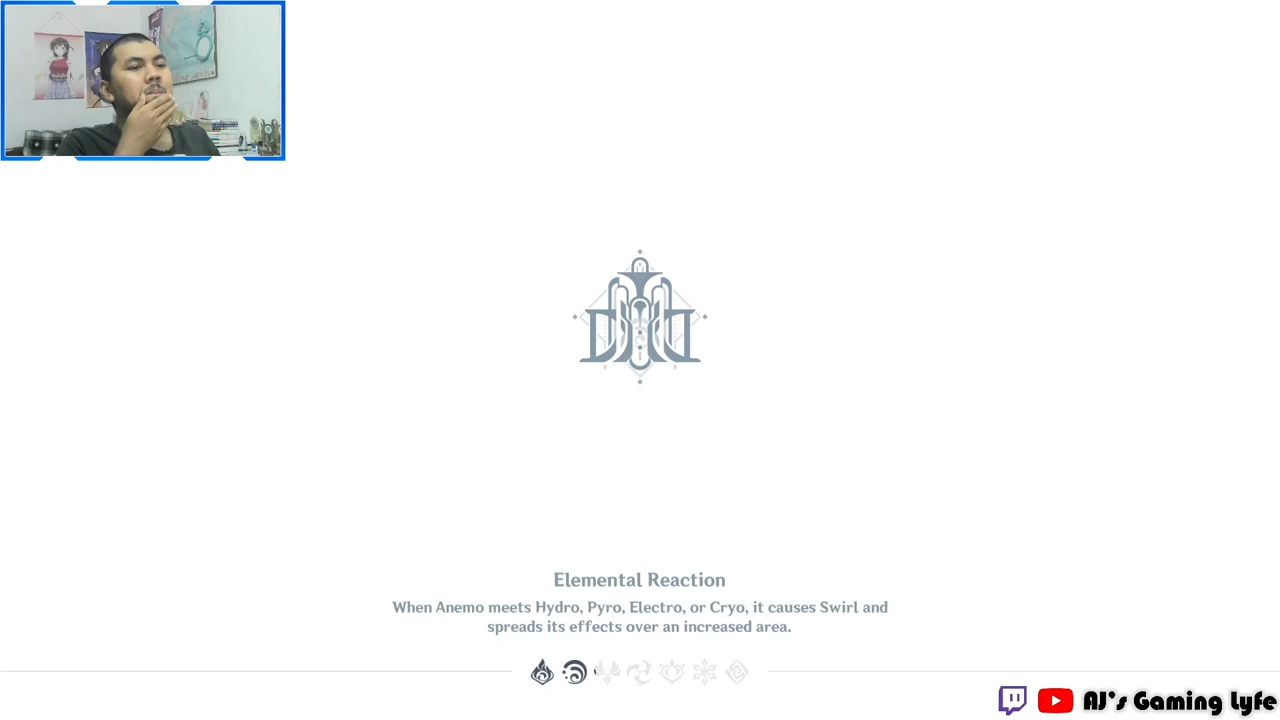 Elemental Reaction
When Anemo meets Hydro, Pyro, Electro, or Cryo, it causes Swirl and
spreads its effects over an increased area.
AJ's Gaming Lyfe